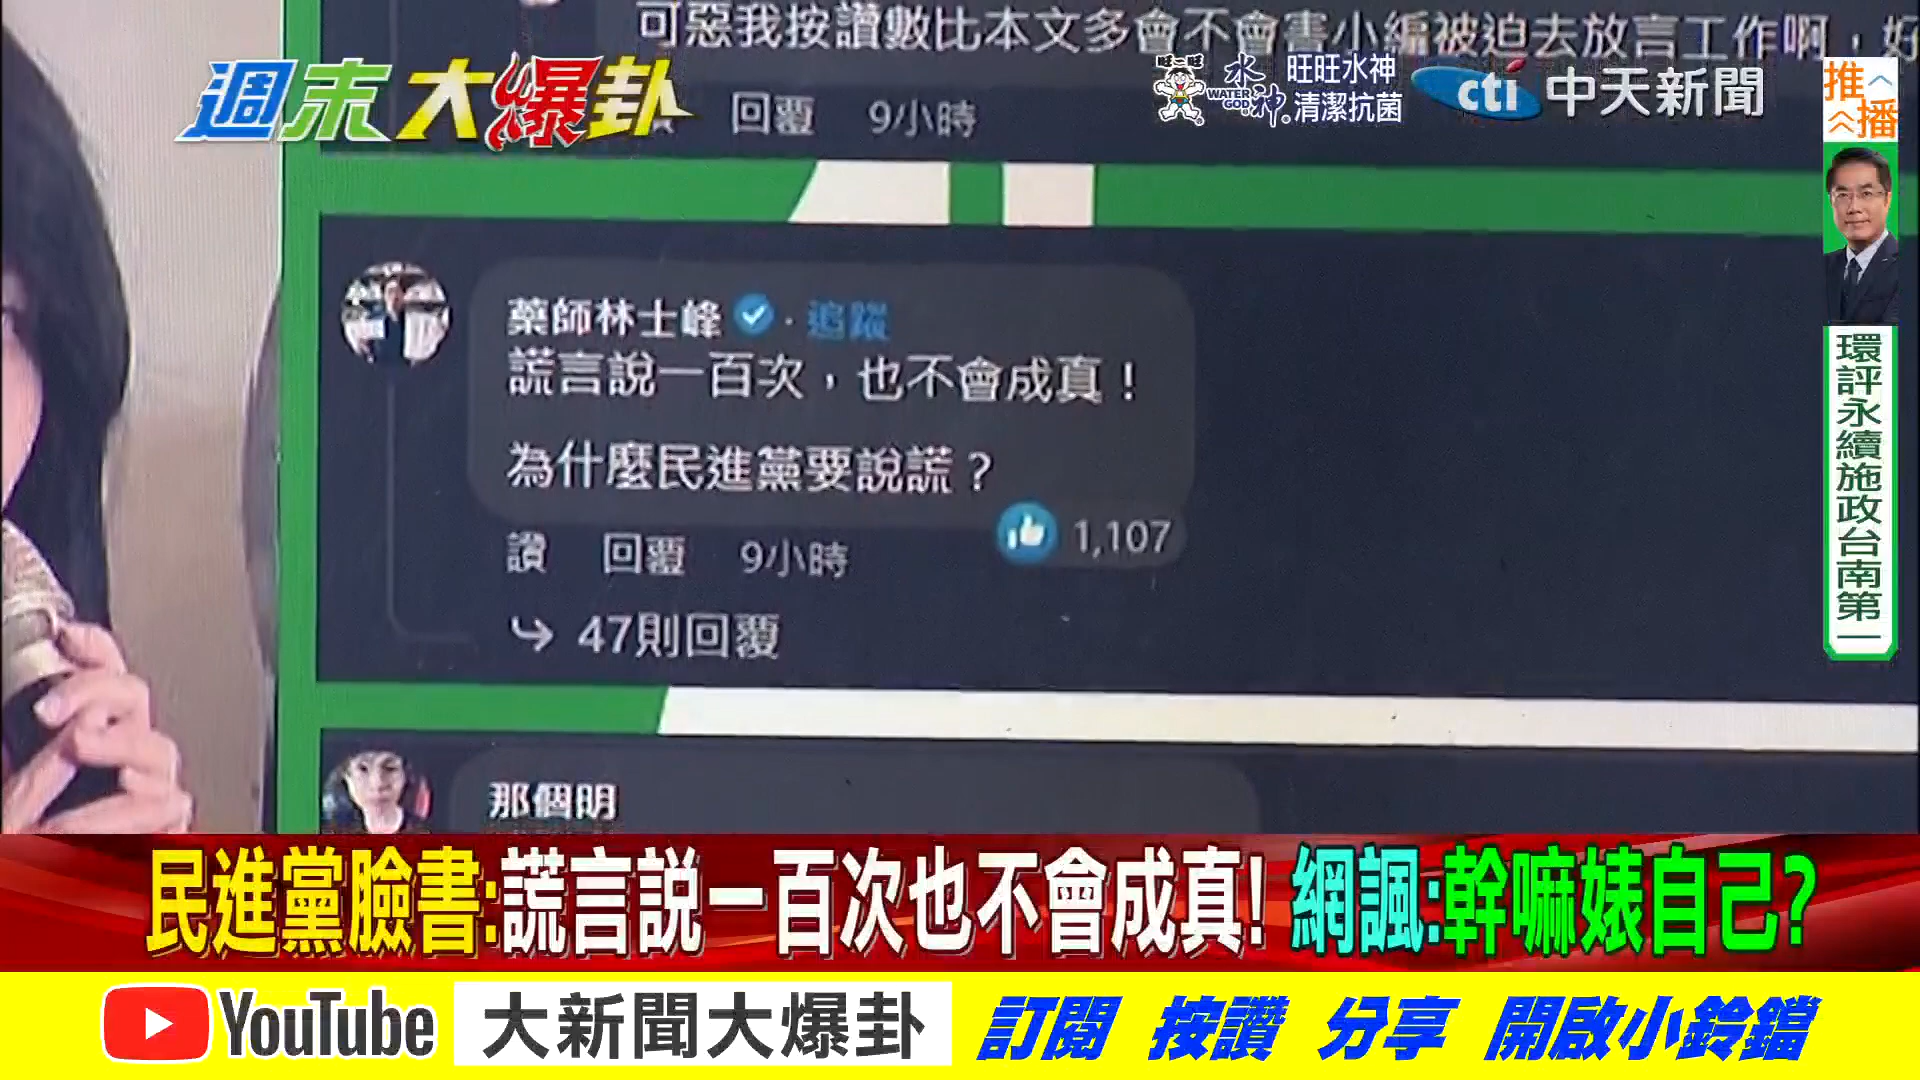 可惡我按讚數比本文多會不會害小編被迫去放言工作啊，好
回覆 9小時
週末大爆卦
旺旺
水神
WATER GOD
旺旺水神
清潔抗菌
cti 中天新聞
推播
環評永續施政台南第一
藥師林士峰 · 追蹤
謊言說一百次，也不會成真！
為什麼民進黨要說謊？
讚 回覆 9小時
1,107
47則回覆
那個明
民進黨臉書:謊言說一百次也不會成真! 網諷:幹嘛婊自己?
YouTube 大新聞大爆卦 訂閱 按讚 分享 開啟小鈴鐺